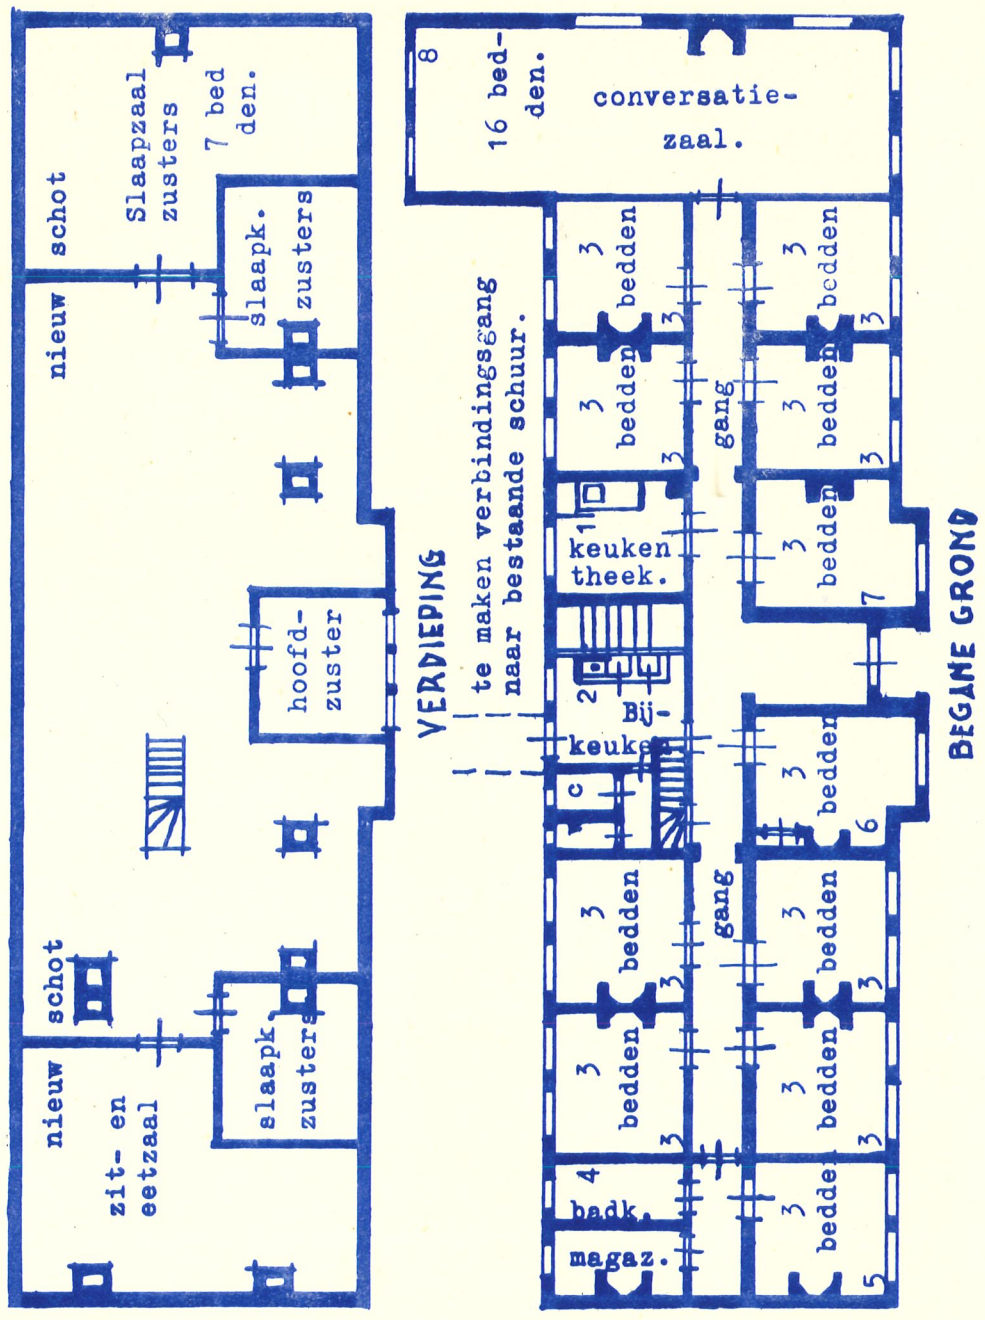 nieuw schot
Slaapzaal
zusters
7 bed
den.
slaapk.
zusters
hoofd-
zuster
nieuw schot
zit- en
eetzaal
slaapk.
zusters
VERDIEPING
te maken verbindingsgang
naar bestaande schuur.
8
16 bed-
den.
conversatie-
zaal.
3
bedden
3
3
bedden
3
3
bedden
3
3
bedden
3
gang
1
keuken
theek.
3
bedden
7
2
Bij-
keuken
c
3
bedden
6
gang
3
bedden
3
3
bedden
3
3
bedden
3
3
bedden
3
4
badk.
magaz.
3
bedde
5
BEGANE GROND